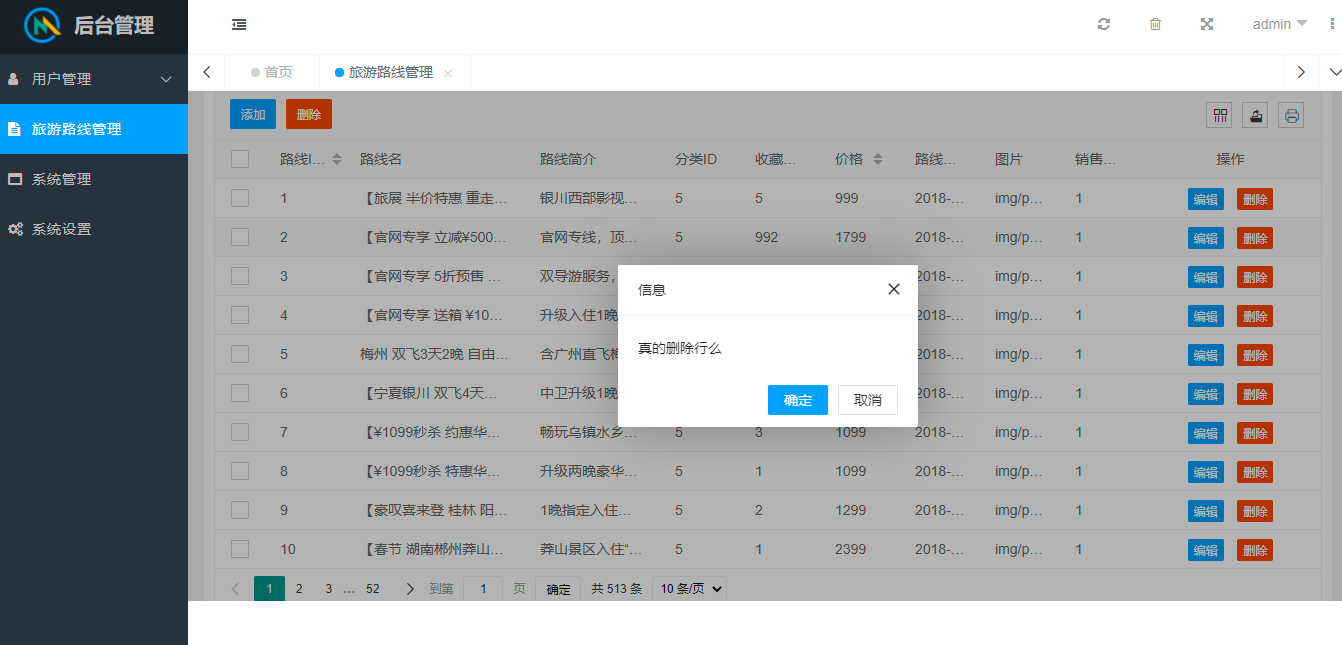 后台管理
admin
用户管理
旅游路线管理
系统管理
系统设置
首页
旅游路线管理
添加 删除
路线I... 路线名 路线简介 分类ID 收藏... 价格 路线... 图片 销售... 操作
1 【旅展 半价特惠 重走... 银川西部影视... 5 5 999 2018-... img/p... 1 编辑 删除
2 【官网专享 立减¥500... 官网专线，顶... 5 992 1799 2018-... img/p... 1 编辑 删除
3 【官网专享 5折预售 ... 双导游服务， 2018-... img/p... 1 编辑 删除
4 【官网专享 送箱 ¥10... 升级入住1晚 2018-... img/p... 1 编辑 删除
5 梅州 双飞3天2晚 自由... 含广州直飞梅 2018-... img/p... 1 编辑 删除
6 【宁夏银川 双飞4天... 中卫升级1晚 2018-... img/p... 1 编辑 删除
7 【¥1099秒杀 约惠华... 畅玩乌镇水乡... 5 3 1099 2018-... img/p... 1 编辑 删除
8 【¥1099秒杀 特惠华... 升级两晚豪华... 5 1 1099 2018-... img/p... 1 编辑 删除
9 【豪叹喜来登 桂林 阳... 1晚指定入住... 5 2 1299 2018-... img/p... 1 编辑 删除
10 【春节 湖南郴州莽山... 莽山景区入住“... 5 1 2399 2018-... img/p... 1 编辑 删除
信息
真的删除行么
确定 取消
1 2 3 ... 52 到第 1 页 确定 共 513 条 10 条/页